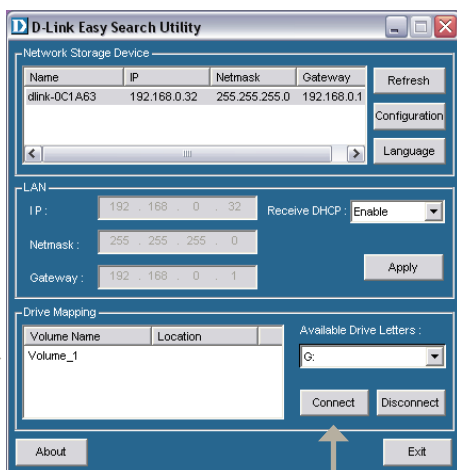 D-Link Easy Search Utility
Network Storage Device
Name IP Netmask Gateway
dlink-0C1A63 192.168.0.32 255.255.255.0 192.168.0.1
Refresh
Configuration
Language
LAN
IP: 192 . 168 . 0 . 32 Receive DHCP: Enable
Netmask: 255 . 255 . 255 . 0
Gateway: 192 . 168 . 0 . 1 Apply
Drive Mapping
Volume Name Location Available Drive Letters :
Volume_1 G:
Connect Disconnect
About Exit